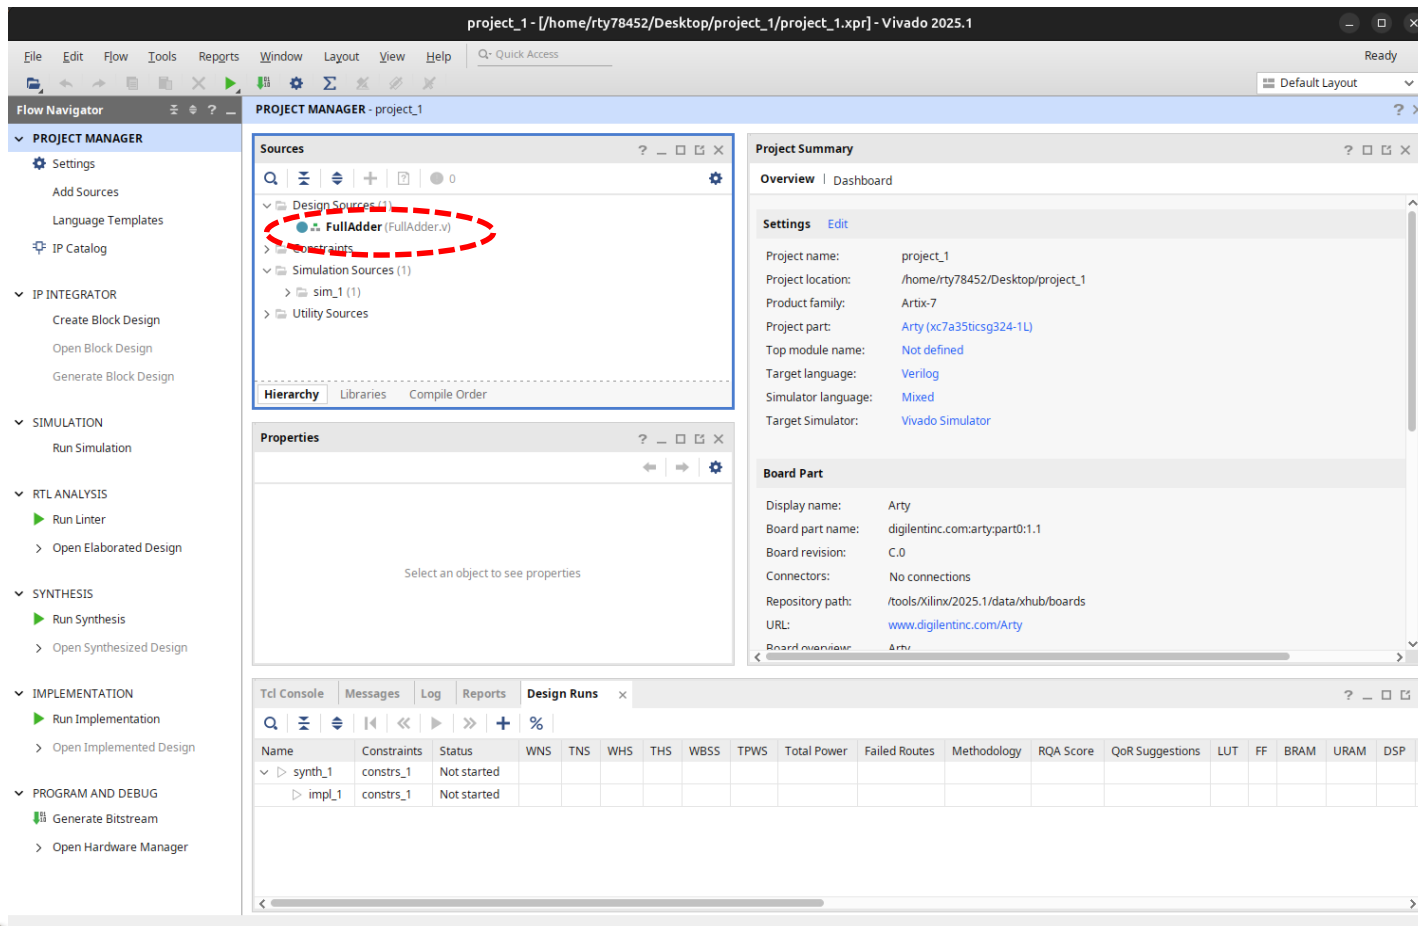 project_1 - [/home/rty78452/Desktop/project_1/project_1.xpr] - Vivado 2025.1
File Edit Flow Tools Reports Window Layout View Help Quick Access Ready
Default Layout
Flow Navigator
PROJECT MANAGER - project_1
PROJECT MANAGER
Settings
Add Sources
Language Templates
IP Catalog
IP INTEGRATOR
Create Block Design
Open Block Design
Generate Block Design
SIMULATION
Run Simulation
RTL ANALYSIS
Run Linter
Open Elaborated Design
SYNTHESIS
Run Synthesis
Open Synthesized Design
IMPLEMENTATION
Run Implementation
Open Implemented Design
PROGRAM AND DEBUG
Generate Bitstream
Open Hardware Manager
Sources
0
Design Sources (1)
FullAdder (FullAdder.v)
Constraints
Simulation Sources (1)
sim_1 (1)
Utility Sources
Hierarchy Libraries Compile Order
Properties
Select an object to see properties
Project Summary
Overview | Dashboard
Settings Edit
Project name: project_1
Project location: /home/rty78452/Desktop/project_1
Product family: Artix-7
Project part: Arty (xc7a35ticsg324-1L)
Top module name: Not defined
Target language: Verilog
Simulator language: Mixed
Target Simulator: Vivado Simulator
Board Part
Display name: Arty
Board part name: digilentinc.com:arty:part0:1.1
Board revision: C.0
Connectors: No connections
Repository path: /tools/Xilinx/2025.1/data/xhub/boards
URL: www.digilentinc.com/Arty
Board overview: Arty
Tcl Console Messages Log Reports Design Runs
Name Constraints Status WNS TNS WHS THS WBSS TPWS Total Power Failed Routes Methodology RQA Score QoR Suggestions LUT FF BRAM URAM DSP
synth_1 constrs_1 Not started
impl_1 constrs_1 Not started